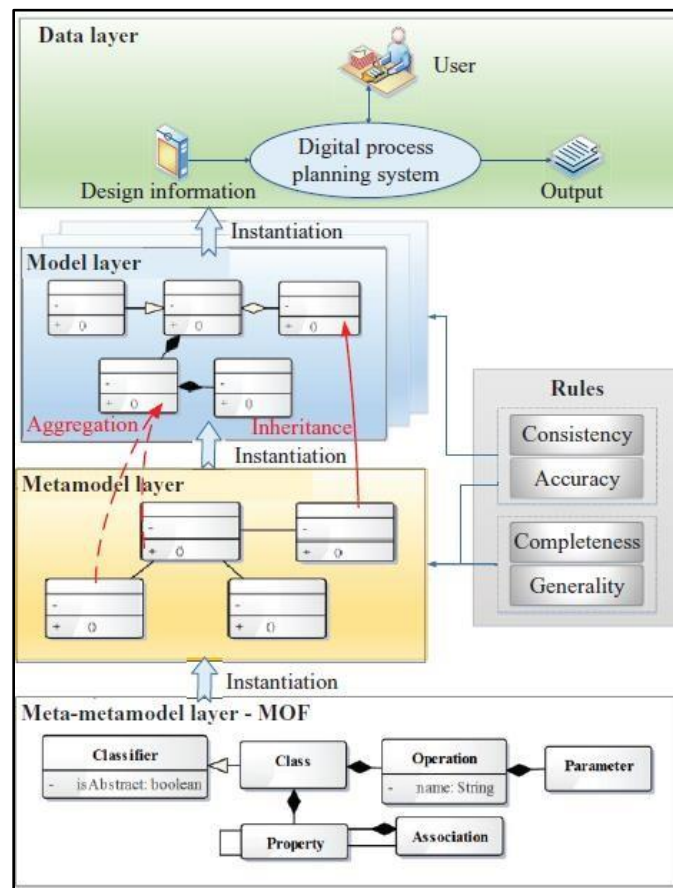 Data layer
User
Digital process
planning system
Design information
Output
Instantiation
Model layer
-
-
-
+ ()
+ ()
+ ()
-
-
+ ()
+ ()
Aggregation
Inheritance
Instantiation
Rules
Consistency
Accuracy
Completeness
Generality
Metamodel layer
-
-
+ ()
+ ()
-
-
+ ()
+ ()
Instantiation
Meta-metamodel layer - MOF
Classifier
- isAbstract: boolean
Class
Operation
- name: String
Parameter
Property
Association